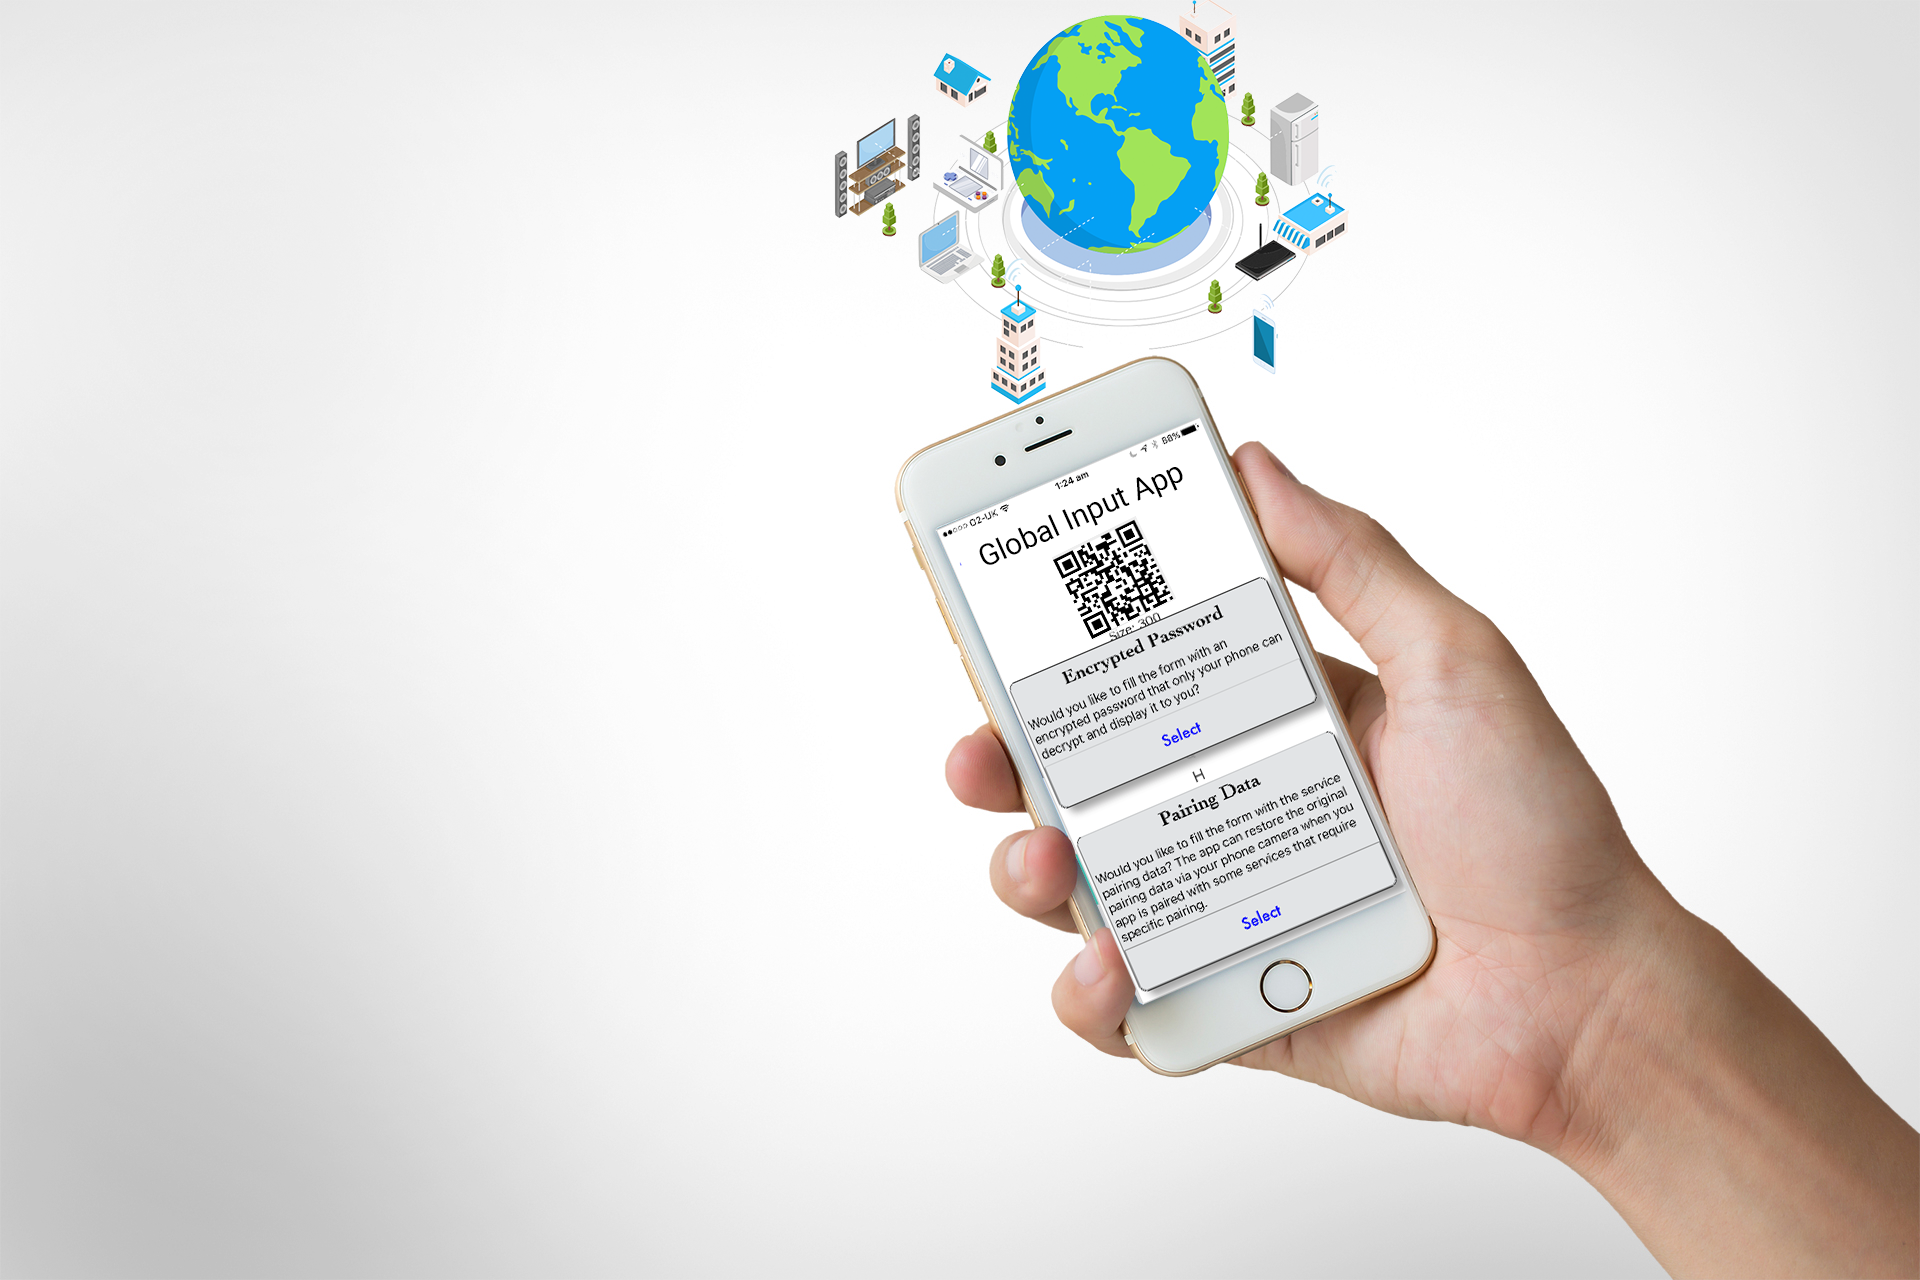 O2-UK
1:24 am
88%
Global Input App
Size: 300
Encrypted Password
Would you like to fill the form with an
encrypted password that only your phone can
decrypt and display it to you?
Select
H
Pairing Data
Would you like to fill the form with the service
pairing data? The app can restore the original
pairing data via your phone camera when you
app is paired with some services that require
specific pairing.
Select